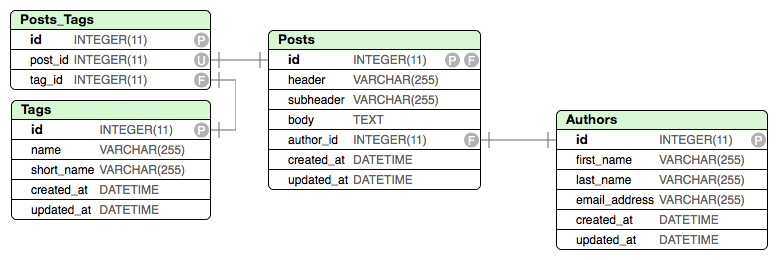 Posts_Tags
id INTEGER(11) P
post_id INTEGER(11) U
tag_id INTEGER(11) F
Tags
id INTEGER(11) P
name VARCHAR(255)
short_name VARCHAR(255)
created_at DATETIME
updated_at DATETIME
Posts
id INTEGER(11) P F
header VARCHAR(255)
subheader VARCHAR(255)
body TEXT
author_id INTEGER(11) F
created_at DATETIME
updated_at DATETIME
Authors
id INTEGER(11) P
first_name VARCHAR(255)
last_name VARCHAR(255)
email_address VARCHAR(255)
created_at DATETIME
updated_at DATETIME